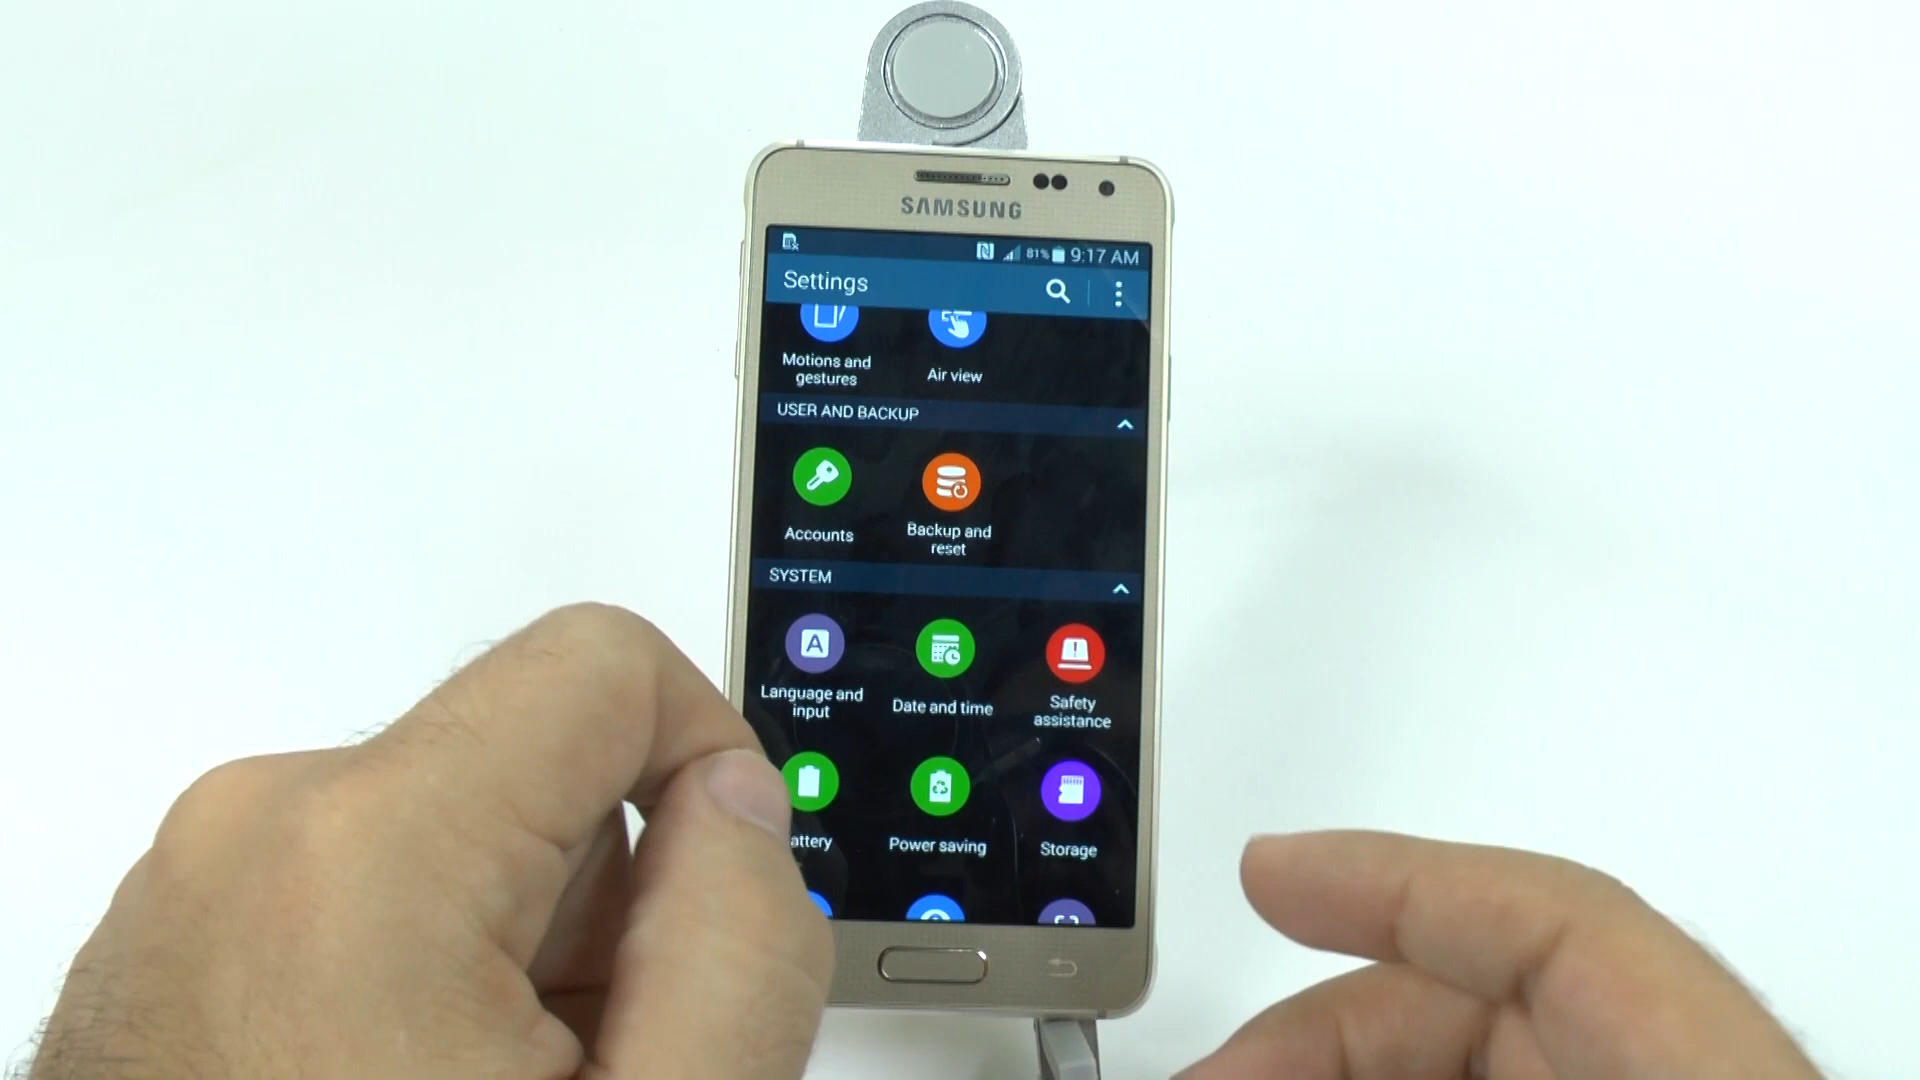 SAMSUNG
81% 9:17 AM
Settings
Motions and
gestures
Air view
USER AND BACKUP
Accounts
Backup and
reset
SYSTEM
A
Language and
input
Date and time
Safety
assistance
attery
Power saving
Storage